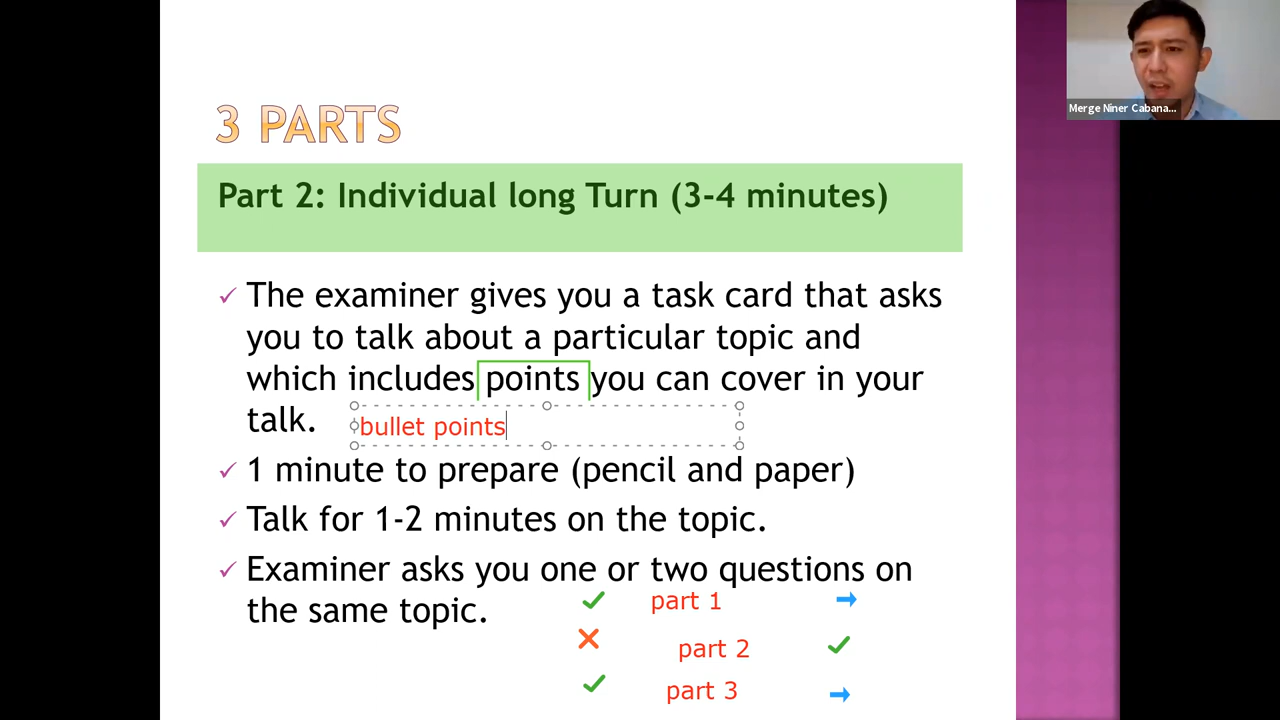 Merge Niner Cabana...
3 PARTS
Part 2: Individual long Turn (3-4 minutes)
The examiner gives you a task card that asks
you to talk about a particular topic and
which includes points you can cover in your
talk.
bullet points
1 minute to prepare (pencil and paper)
Talk for 1-2 minutes on the topic.
Examiner asks you one or two questions on
the same topic.
part 1
part 2
part 3